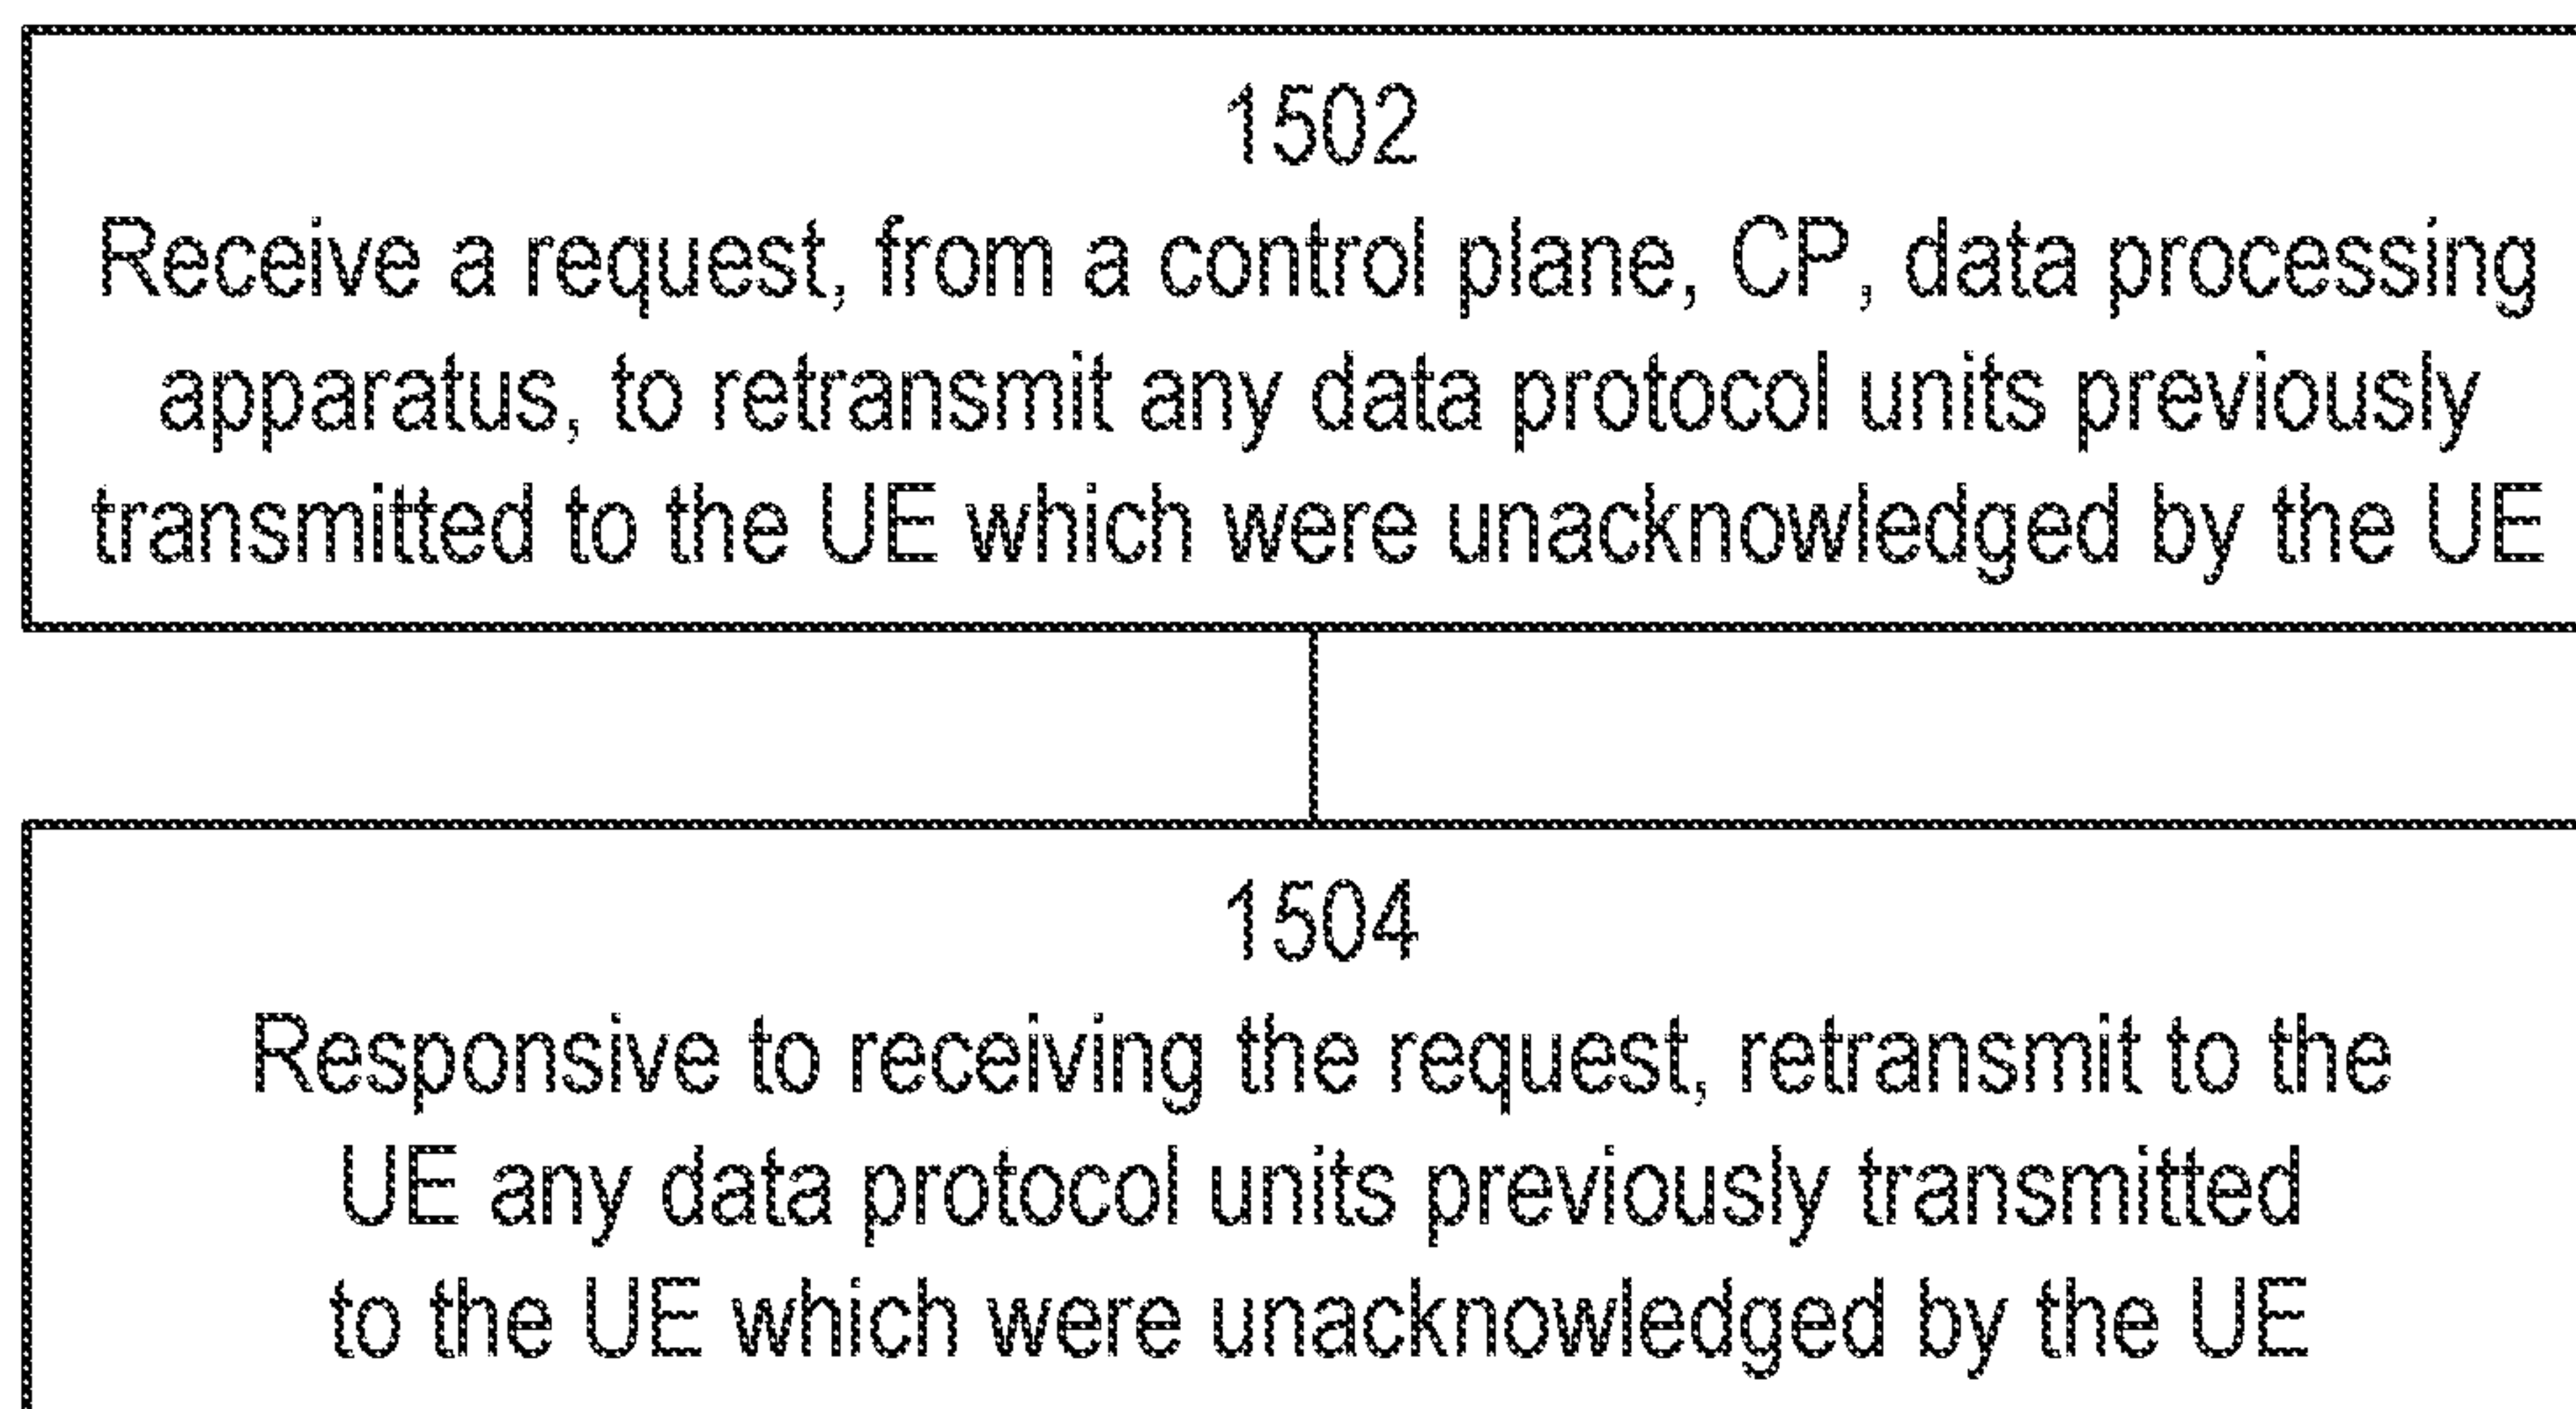 1502
Receive a request, from a control plane, CP, data processing
apparatus, to retransmit any data protocol units previously
transmitted to the UE which were unacknowledged by the UE
1504
Responsive to receiving the request, retransmit to the
UE any data protocol units previously transmitted
to the UE which were unacknowledged by the UE